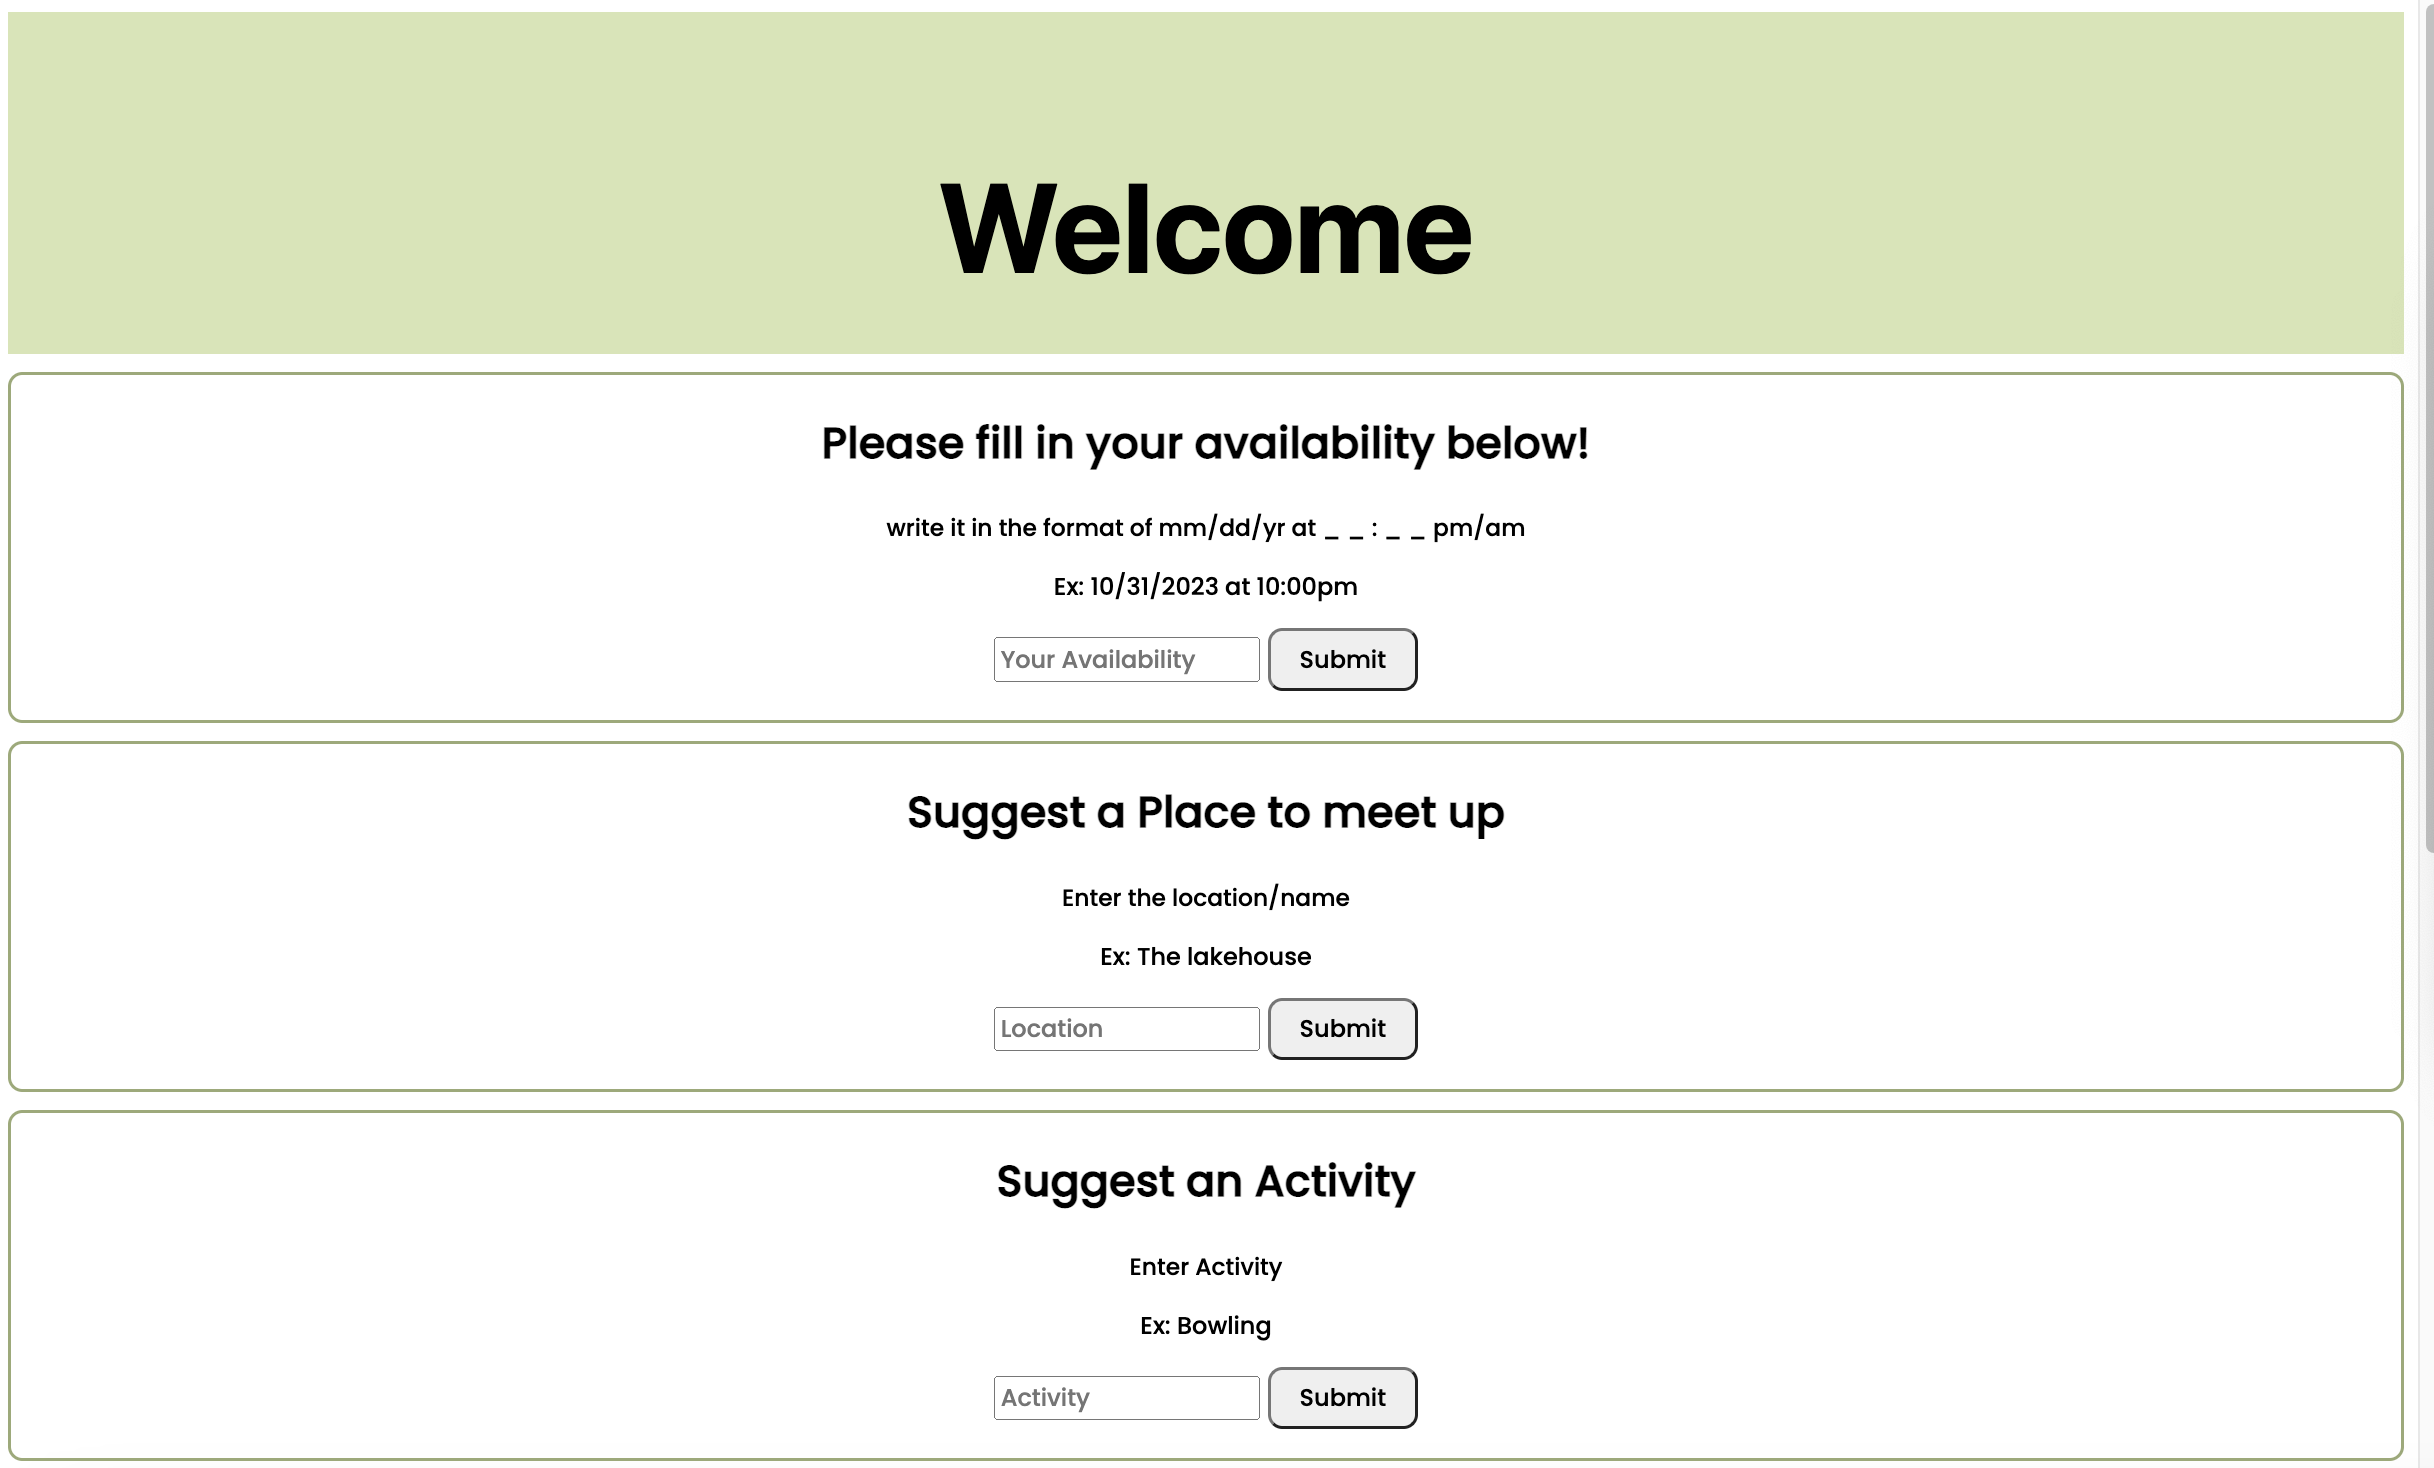 Welcome
Please fill in your availability below!
write it in the format of mm/dd/yr at _ _ : _ _ pm/am
Ex: 10/31/2023 at 10:00pm
Your Availability Submit
Suggest a Place to meet up
Enter the location/name
Ex: The lakehouse
Location Submit
Suggest an Activity
Enter Activity
Ex: Bowling
Activity Submit